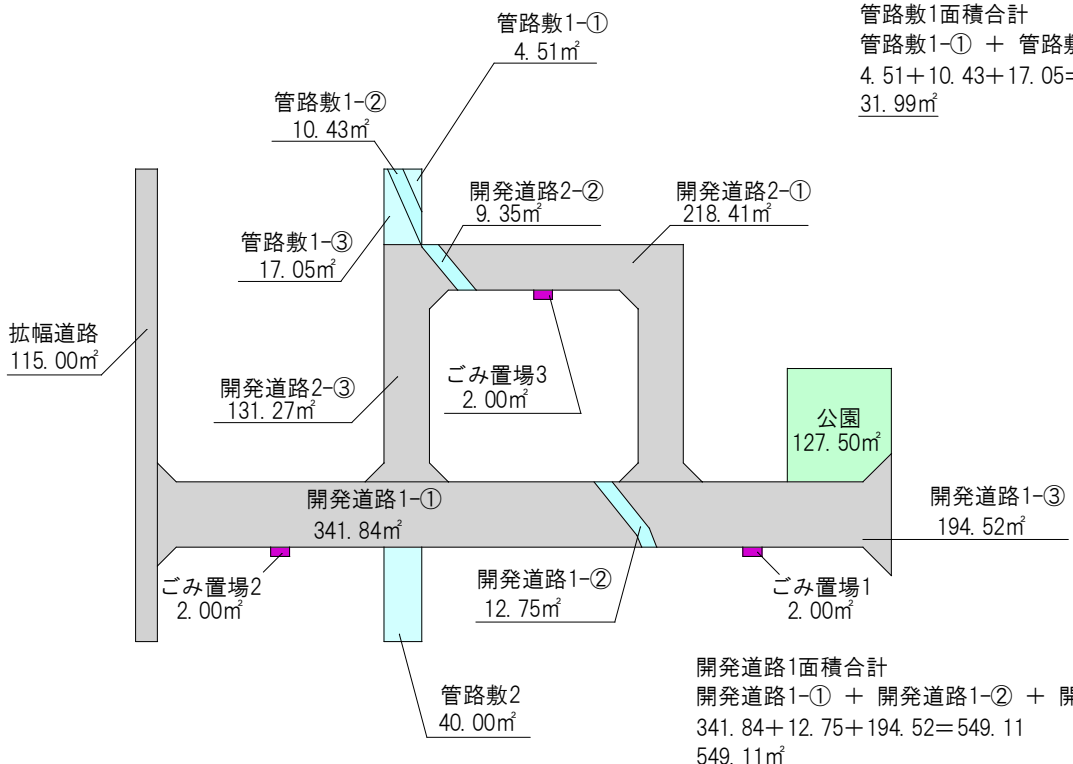 管路敷1面積合計
管路敷1-① ＋ 管路敷
4.51＋10.43＋17.05＝
31.99㎡
管路敷1-①
4.51㎡
管路敷1-②
10.43㎡
開発道路2-②
9.35㎡
開発道路2-①
218.41㎡
管路敷1-③
17.05㎡
拡幅道路
115.00㎡
開発道路2-③
131.27㎡
ごみ置場3
2.00㎡
公園
127.50㎡
開発道路1-①
341.84㎡
開発道路1-③
194.52㎡
ごみ置場2
2.00㎡
開発道路1-②
12.75㎡
ごみ置場1
2.00㎡
管路敷2
40.00㎡
開発道路1面積合計
開発道路1-① ＋ 開発道路1-② ＋ 開
341.84＋12.75＋194.52＝549.11
549.11㎡